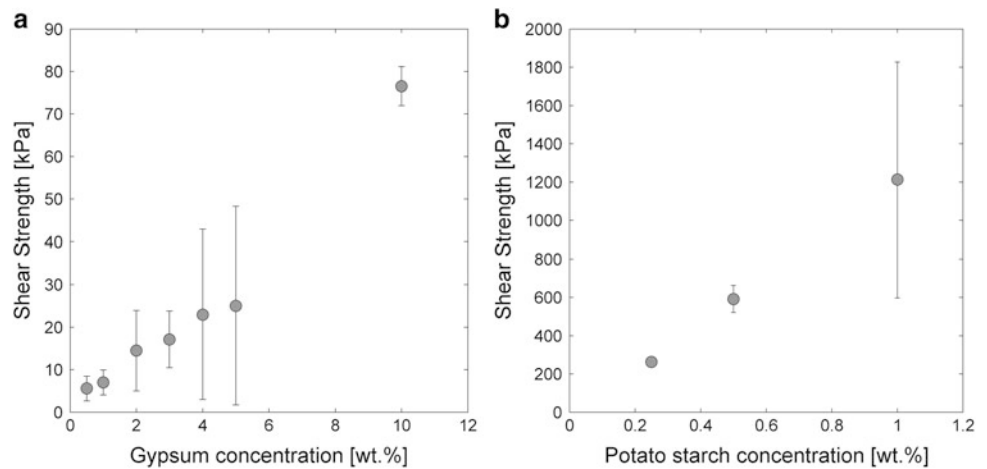 a
90
80
70
60
50
40
30
20
10
0
Shear Strength [kPa]
0 2 4 6 8 10 12
Gypsum concentration [wt.%]
b
2000
1800
1600
1400
1200
1000
800
600
400
200
0
Shear Strength [kPa]
0 0.2 0.4 0.6 0.8 1 1.2
Potato starch concentration [wt.%]